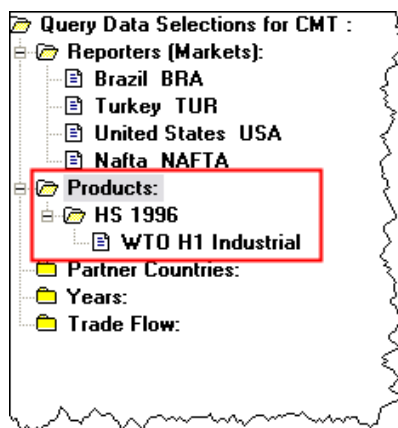 Query Data Selections for CMT :
Reporters (Markets):
Brazil BRA
Turkey TUR
United States USA
Nafta NAFTA
Products:
HS 1996
WTO H1 Industrial
Partner Countries:
Years:
Trade Flow: